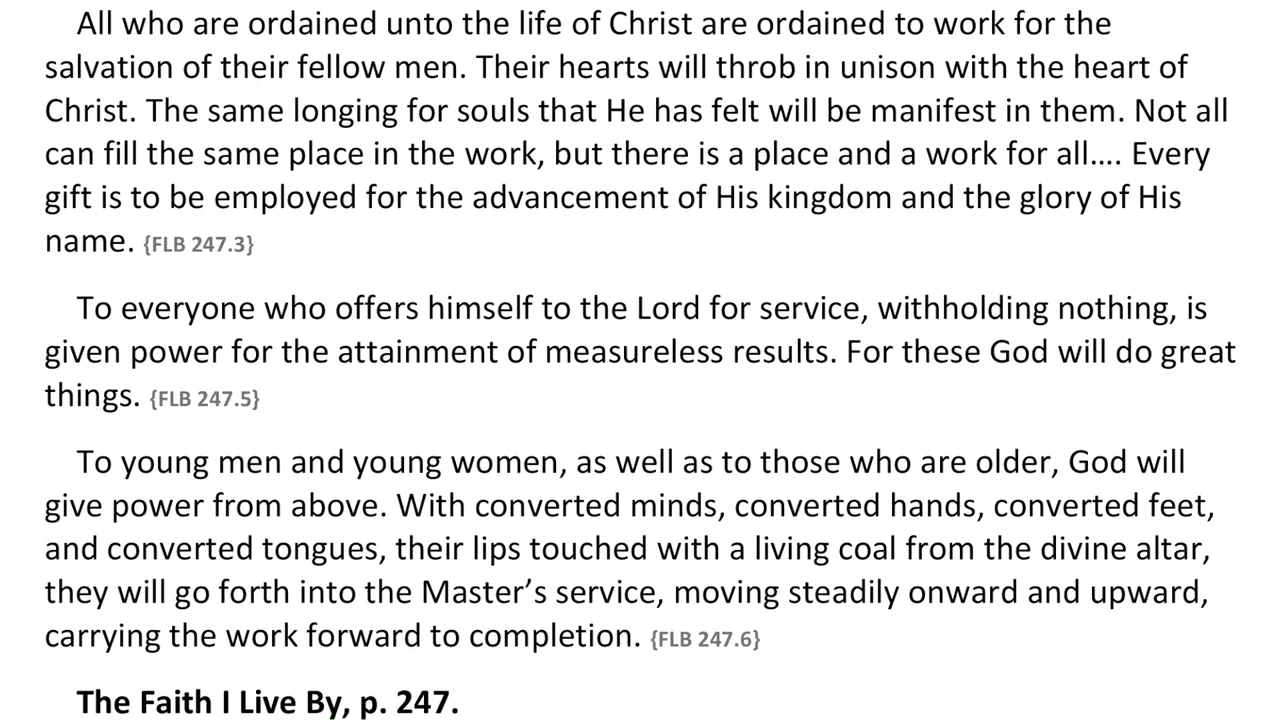 All who are ordained unto the life of Christ are ordained to work for the
salvation of their fellow men. Their hearts will throb in unison with the heart of
Christ. The same longing for souls that He has felt will be manifest in them. Not all
can fill the same place in the work, but there is a place and a work for all.... Every
gift is to be employed for the advancement of His kingdom and the glory of His
name. {FLB 247.3}
To everyone who offers himself to the Lord for service, withholding nothing, is
given power for the attainment of measureless results. For these God will do great
things. {FLB 247.5}
To young men and young women, as well as to those who are older, God will
give power from above. With converted minds, converted hands, converted feet,
and converted tongues, their lips touched with a living coal from the divine altar,
they will go forth into the Master’s service, moving steadily onward and upward,
carrying the work forward to completion. {FLB 247.6}
The Faith I Live By, p. 247.